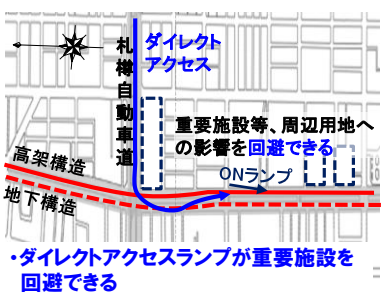 ダイレクト
アクセス
札樽自動車道
重要施設等、周辺用地へ
の影響を回避できる
高架構造
ONランプ
地下構造
・ダイレクトアクセスランプが重要施設を
回避できる